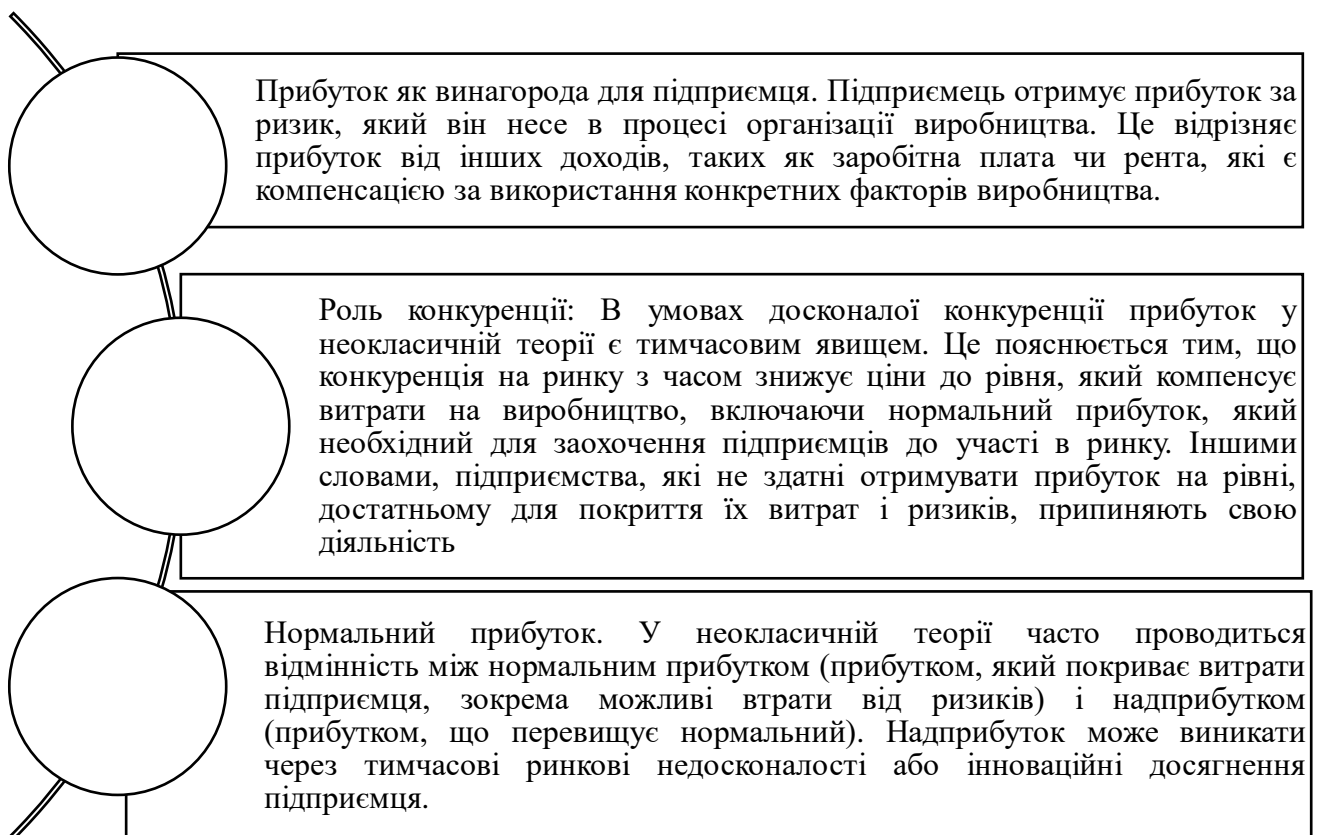 Прибуток як винагорода для підприємця. Підприємець отримує прибуток за
ризик, який він несе в процесі організації виробництва. Це відрізняє
прибуток від інших доходів, таких як заробітна плата чи рента, які є
компенсацією за використання конкретних факторів виробництва.
Роль конкуренції: В умовах досконалої конкуренції прибуток у
неокласичній теорії є тимчасовим явищем. Це пояснюється тим, що
конкуренція на ринку з часом знижує ціни до рівня, який компенсує
витрати на виробництво, включаючи нормальний прибуток, який
необхідний для заохочення підприємців до участі в ринку. Іншими
словами, підприємства, які не здатні отримувати прибуток на рівні,
достатньому для покриття їх витрат і ризиків, припиняють свою
діяльність
Нормальний прибуток. У неокласичній теорії часто проводиться
відмінність між нормальним прибутком (прибутком, який покриває витрати
підприємця, зокрема можливі втрати від ризиків) і надприбутком
(прибутком, що перевищує нормальний). Надприбуток може виникати
через тимчасові ринкові недосконалості або інноваційні досягнення
підприємця.